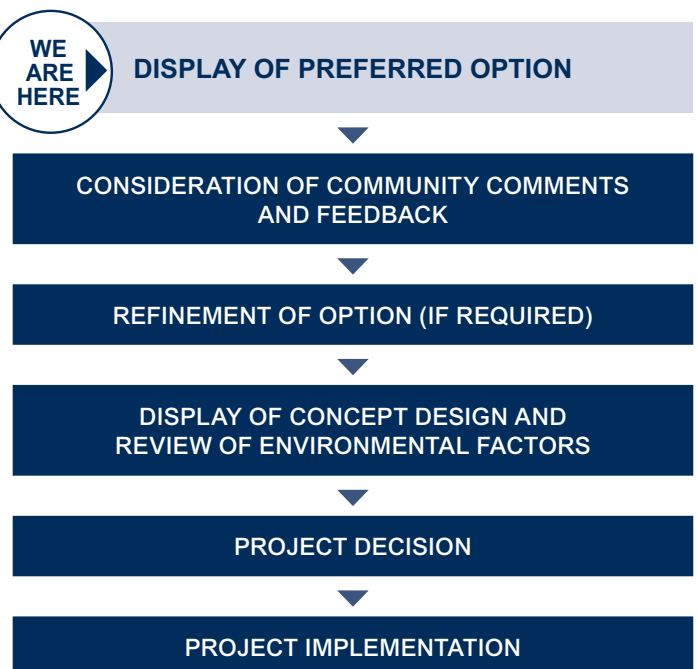 WE
ARE
HERE
DISPLAY OF PREFERRED OPTION
CONSIDERATION OF COMMUNITY COMMENTS
AND FEEDBACK
REFINEMENT OF OPTION (IF REQUIRED)
DISPLAY OF CONCEPT DESIGN AND
REVIEW OF ENVIRONMENTAL FACTORS
PROJECT DECISION
PROJECT IMPLEMENTATION